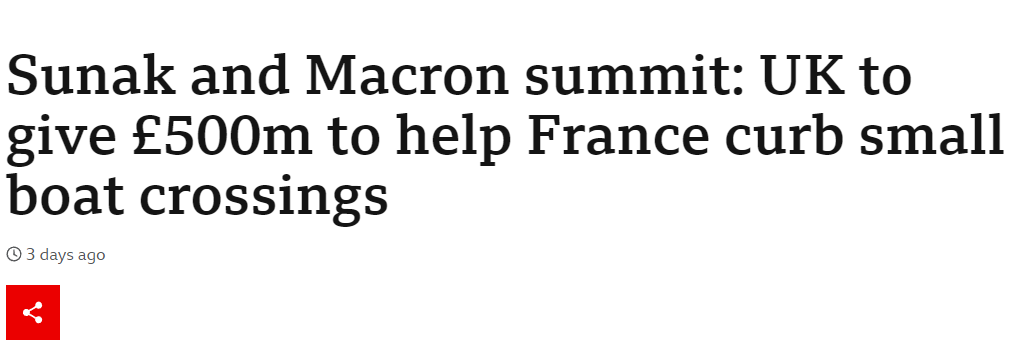 Sunak and Macron summit: UK to
give £500m to help France curb small
boat crossings
3 days ago